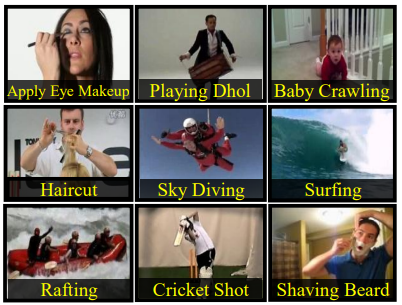 Apply Eye Makeup
Playing Dhol
Baby Crawling
Haircut
Sky Diving
Surfing
Rafting
Cricket Shot
Shaving Beard